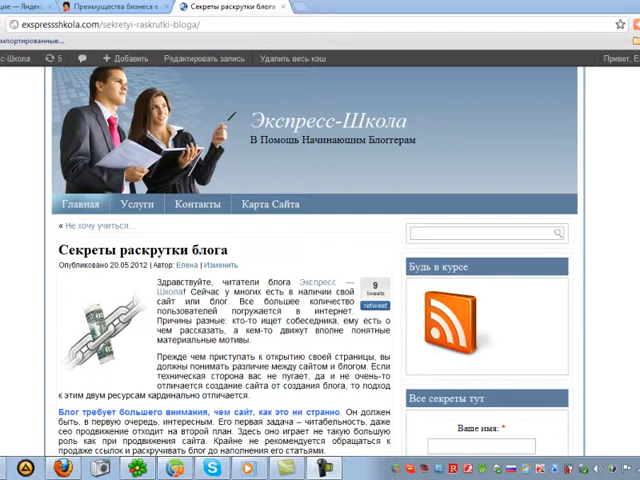 ие — Яндекс
Преимущества бизнеса в
Секреты раскрутки блога
exspressshkola.com/sekretyi-raskrutki-bloga/
мпортированные...
с-Школа 5 Добавить Редактировать запись Удалить весь кэш Привет, Е
Экспресс-Школа
В Помощь Начинающим Блоггерам
Главная Услуги Контакты Карта Сайта
« Не хочу учиться…
Секреты раскрутки блога
Опубликовано 20.05.2012 | Автор: Елена | Изменить
Здравствуйте, читатели блога Экспресс —
Школа! Сейчас у многих есть в наличии свой
сайт или блог. Все большее количество
пользователей погружается в интернет.
Причины разные: кто-то ищет собеседника, ему есть о
чем рассказать, а кем-то движут вполне понятные
материальные мотивы.
9
tweets
retweet
Прежде чем приступать к открытию своей страницы, вы
должны понимать различие между сайтом и блогом. Если
техническая сторона вас не пугает, да и не очень-то
отличается создание сайта от создания блога, то подход
к этим двум ресурсам кардинально отличается.
Блог требует большего внимания, чем сайт, как это ни странно. Он должен
быть, в первую очередь, интересным. Его первая задача – читабельность, даже
сео продвижение отходит на второй план. Здесь оно играет не такую большую
роль как при продвижения сайта. Крайне не рекомендуется обращаться к
продаже ссылок и раскручивать блог до наполнения его статьями.
Будь в курсе
Все секреты тут
Ваше имя: *